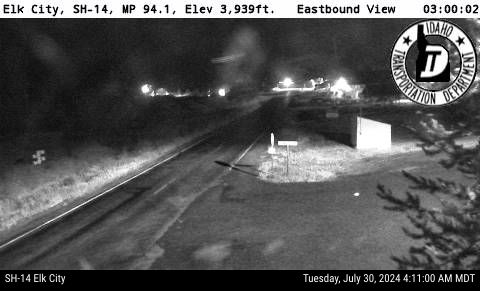 Elk City, SH-14, MP 94.1, Elev 3,939ft. Eastbound View 03:00:02
IDAHO
TRANSPORTATION DEPARTMENT
SH-14 Elk City Tuesday, July 30, 2024 4:11:00 AM MDT